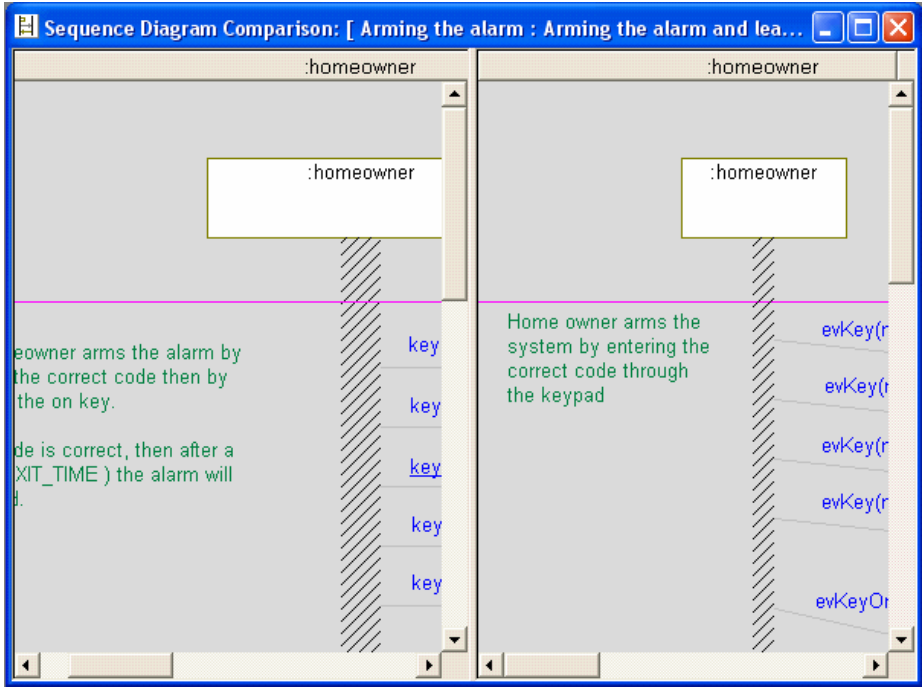 Sequence Diagram Comparison: [ Arming the alarm : Arming the alarm and lea...
:homeowner
:homeowner
:homeowner
eowner arms the alarm by
the correct code then by
the on key.
de is correct, then after a
XIT_TIME ) the alarm will
d.
key
key
key
key
key
:homeowner
Home owner arms the
system by entering the
correct code through
the keypad
evKey(r
evKey(r
evKey(r
evKey(r
evKeyOr